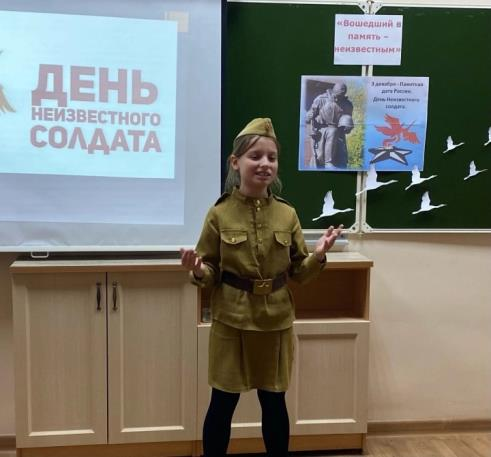 ДЕНЬ
НЕИЗВЕСТНОГО
СОЛДАТА
«Вошедший в
память –
неизвестным»
3 декабря - Памятная
дата России.
День Неизвестного
солдата.